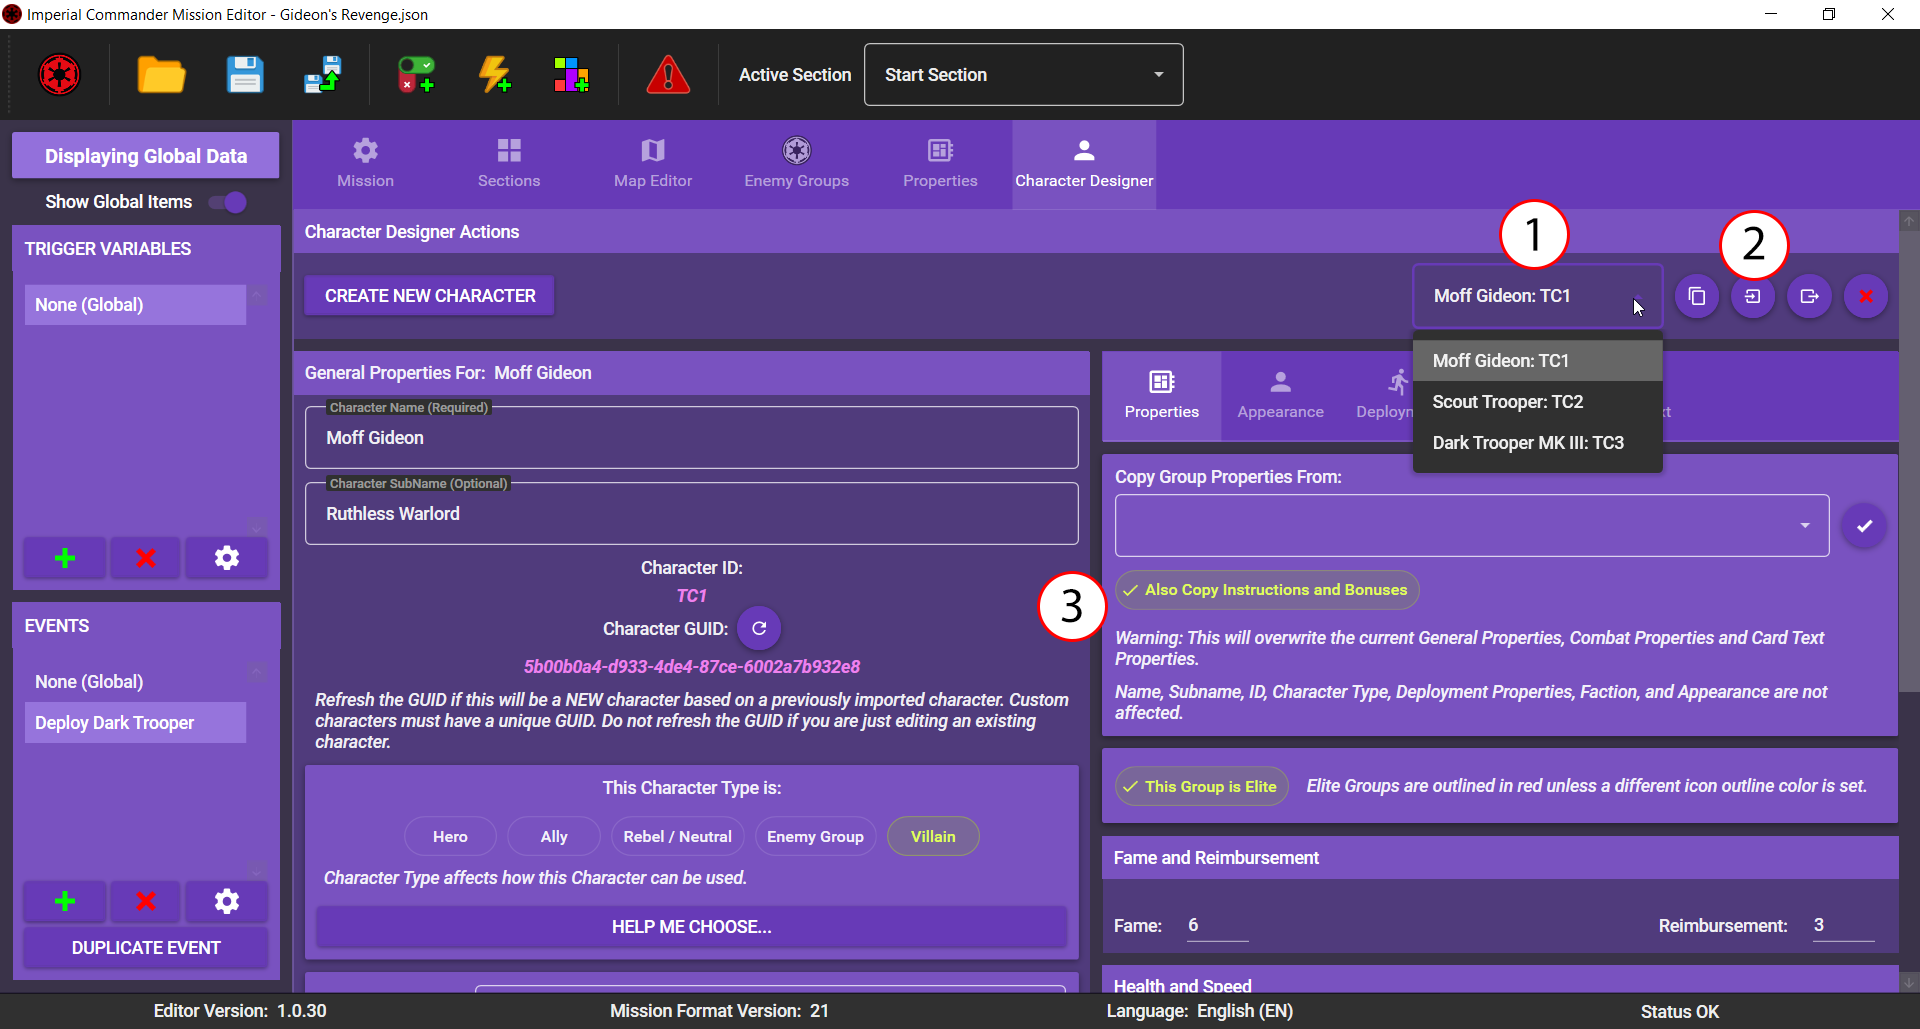 Imperial Commander Mission Editor - Gideon's Revenge.json
Active Section
Start Section
Displaying Global Data
Show Global Items
TRIGGER VARIABLES
None (Global)
EVENTS
None (Global)
Deploy Dark Trooper
DUPLICATE EVENT
Mission
Sections
Map Editor
Enemy Groups
Properties
Character Designer
Character Designer Actions
1
2
CREATE NEW CHARACTER
Moff Gideon: TC1
Moff Gideon: TC1
Scout Trooper: TC2
Dark Trooper MK III: TC3
General Properties For: Moff Gideon
Character Name (Required)
Moff Gideon
Character SubName (Optional)
Ruthless Warlord
Character ID:
TC1
Character GUID:
5b00b0a4-d933-4de4-87ce-6002a7b932e8
Refresh the GUID if this will be a NEW character based on a previously imported character. Custom
characters must have a unique GUID. Do not refresh the GUID if you are just editing an existing
character.
This Character Type is:
Hero
Ally
Rebel / Neutral
Enemy Group
Villain
Character Type affects how this Character can be used.
HELP ME CHOOSE...
3
Properties
Appearance
Deployn
xt
Copy Group Properties From:
Also Copy Instructions and Bonuses
Warning: This will overwrite the current General Properties, Combat Properties and Card Text
Properties.
Name, Subname, ID, Character Type, Deployment Properties, Faction, and Appearance are not
affected.
This Group is Elite
Elite Groups are outlined in red unless a different icon outline color is set.
Fame and Reimbursement
Fame: 6
Reimbursement: 3
Health and Speed
Editor Version: 1.0.30
Mission Format Version: 21
Language: English (EN)
Status OK